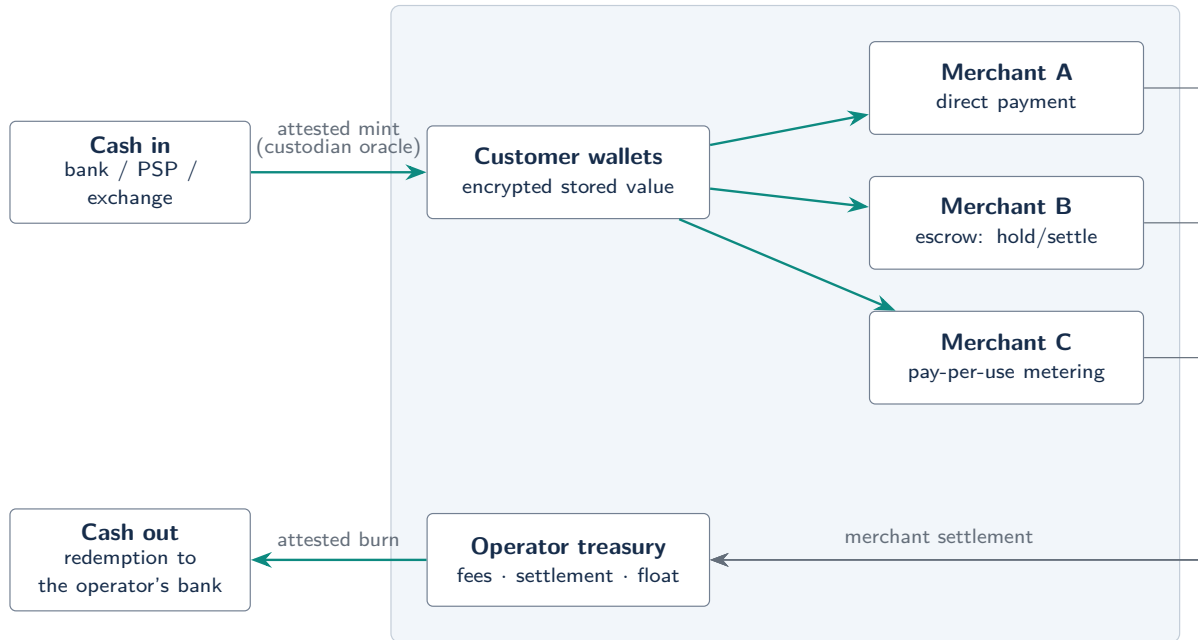 Cash in
bank / PSP /
exchange
attested mint
(custodian oracle)
Customer wallets
encrypted stored value
Merchant A
direct payment
Merchant B
escrow: hold/settle
Merchant C
pay-per-use metering
Cash out
redemption to
the operator's bank
attested burn
Operator treasury
fees · settlement · float
merchant settlement